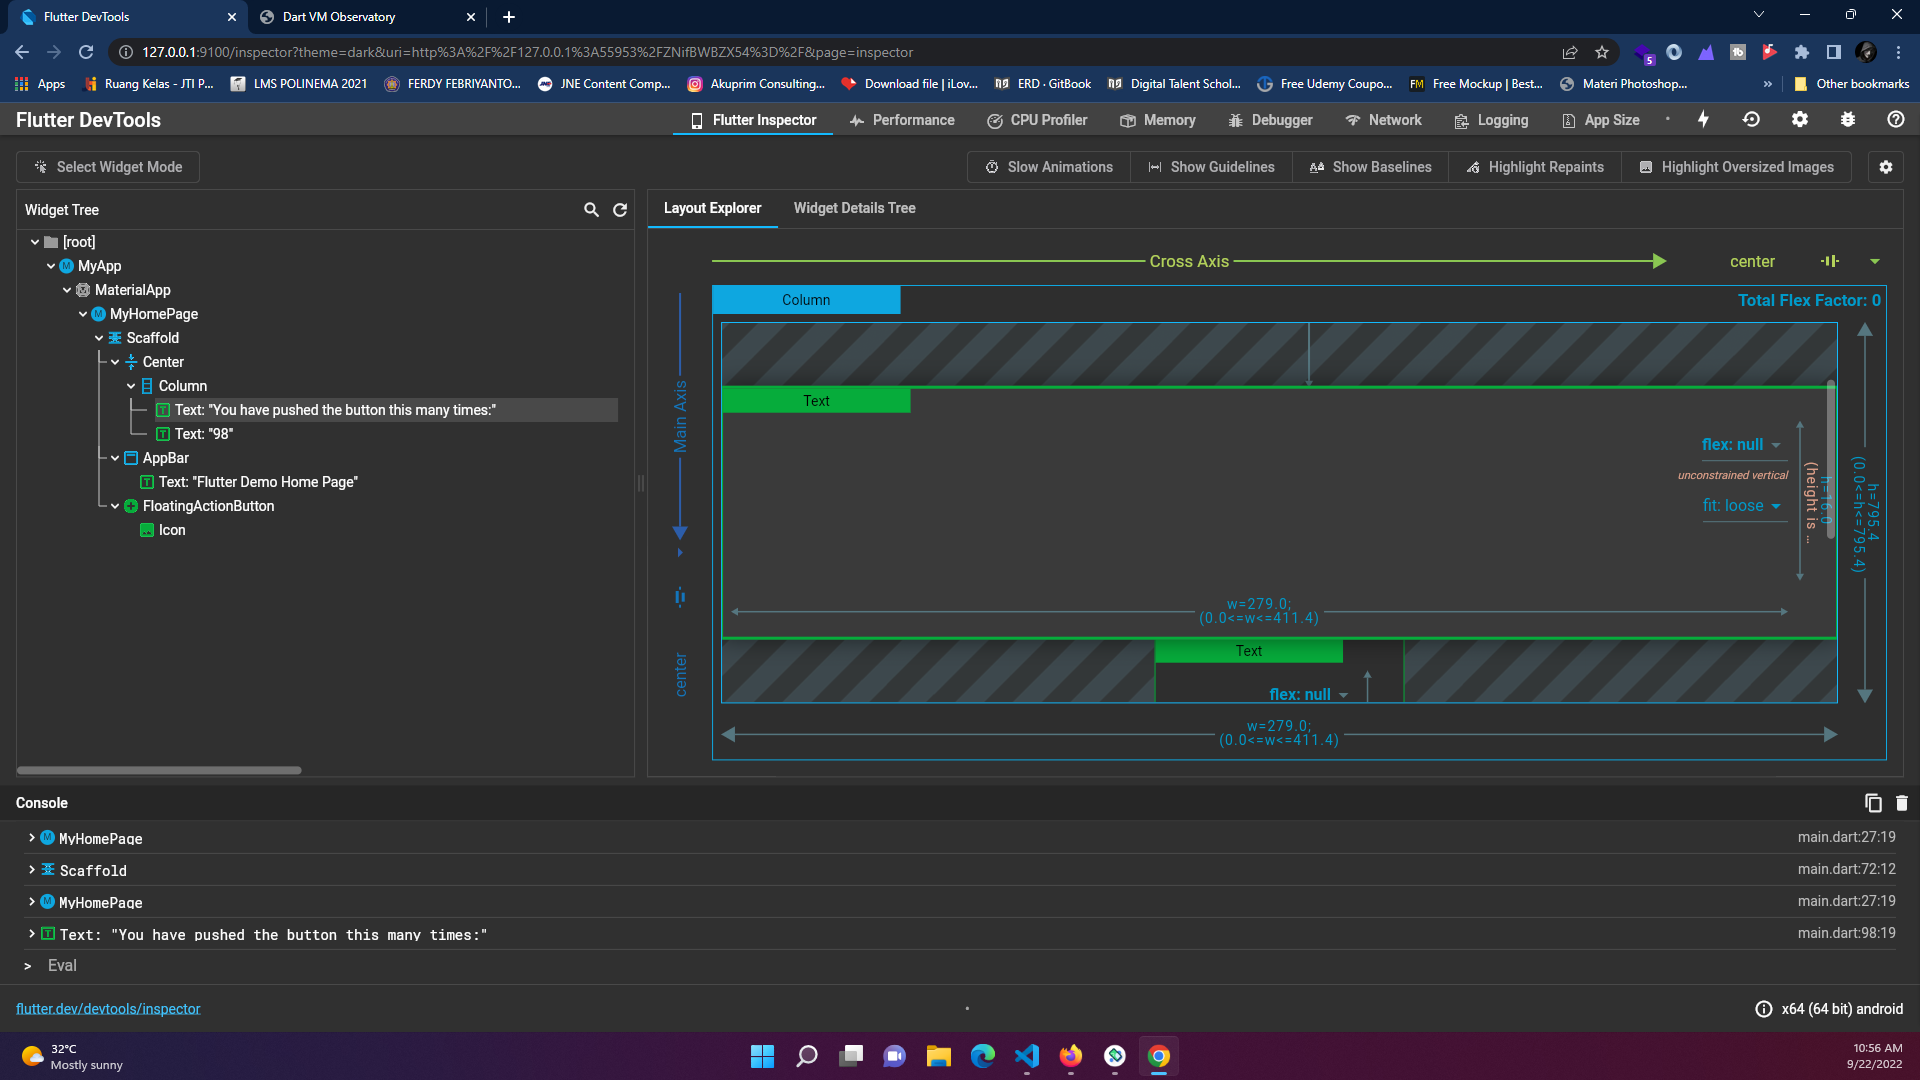 Flutter DevTools
Dart VM Observatory
127.0.0.1:9100/inspector?theme=dark&uri=http%3A%2F%2F127.0.0.1%3A55953%2FZNifBWBZX54%3D%2F&page=inspector
5
Apps
Ruang Kelas - JTI P...
LMS POLINEMA 2021
FERDY FEBRIYANTO...
JNE Content Comp...
Akuprim Consulting...
Download file | iLov...
ERD · GitBook
Digital Talent Schol...
Free Udemy Coupo...
FM
Free Mockup | Best...
Materi Photoshop...
»
Other bookmarks
Flutter DevTools
Flutter Inspector
Performance
CPU Profiler
Memory
Debugger
Network
Logging
App Size
Select Widget Mode
Slow Animations
Show Guidelines
Show Baselines
Highlight Repaints
Highlight Oversized Images
Widget Tree
[root]
M MyApp
MaterialApp
M MyHomePage
Scaffold
Center
Column
T Text: "You have pushed the button this many times:"
T Text: "98"
AppBar
T Text: "Flutter Demo Home Page"
FloatingActionButton
Icon
Layout Explorer
Widget Details Tree
Cross Axis
center
Column
Total Flex Factor: 0
Main Axis
center
Text
flex: null
unconstrained vertical
fit: loose
h=16.0
(height is ...
h=795.4
(0.0<=h<=795.4)
w=279.0;
(0.0<=w<=411.4)
Text
flex: null
w=279.0;
(0.0<=w<=411.4)
Console
M MyHomePage
main.dart:27:19
Scaffold
main.dart:72:12
M MyHomePage
main.dart:27:19
T Text: "You have pushed the button this many times:"
main.dart:98:19
> Eval
flutter.dev/devtools/inspector
x64 (64 bit) android
32°C
Mostly sunny
10:56 AM
9/22/2022